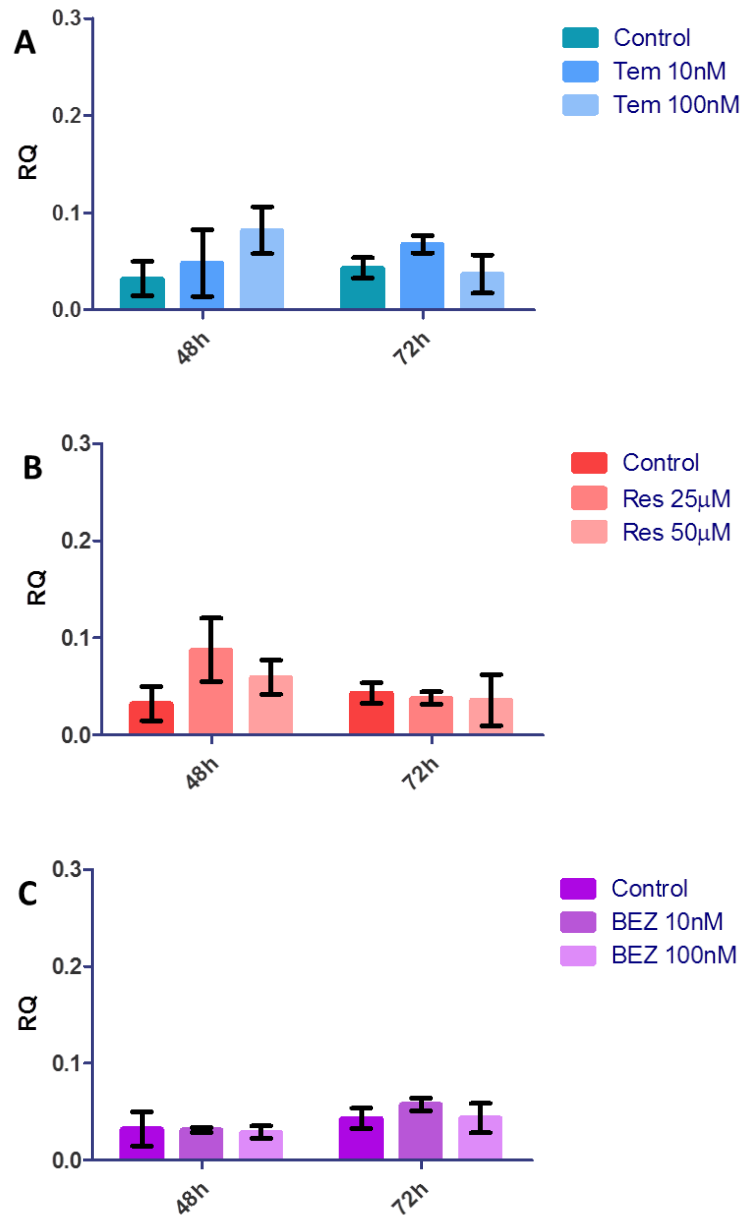 A
0.3
0.2
0.1
0.0
RQ
48h
72h
Control
Tem 10nM
Tem 100nM
B
0.3
0.2
0.1
0.0
RQ
48h
72h
Control
Res 25μM
Res 50μM
C
0.3
0.2
0.1
0.0
RQ
48h
72h
Control
BEZ 10nM
BEZ 100nM